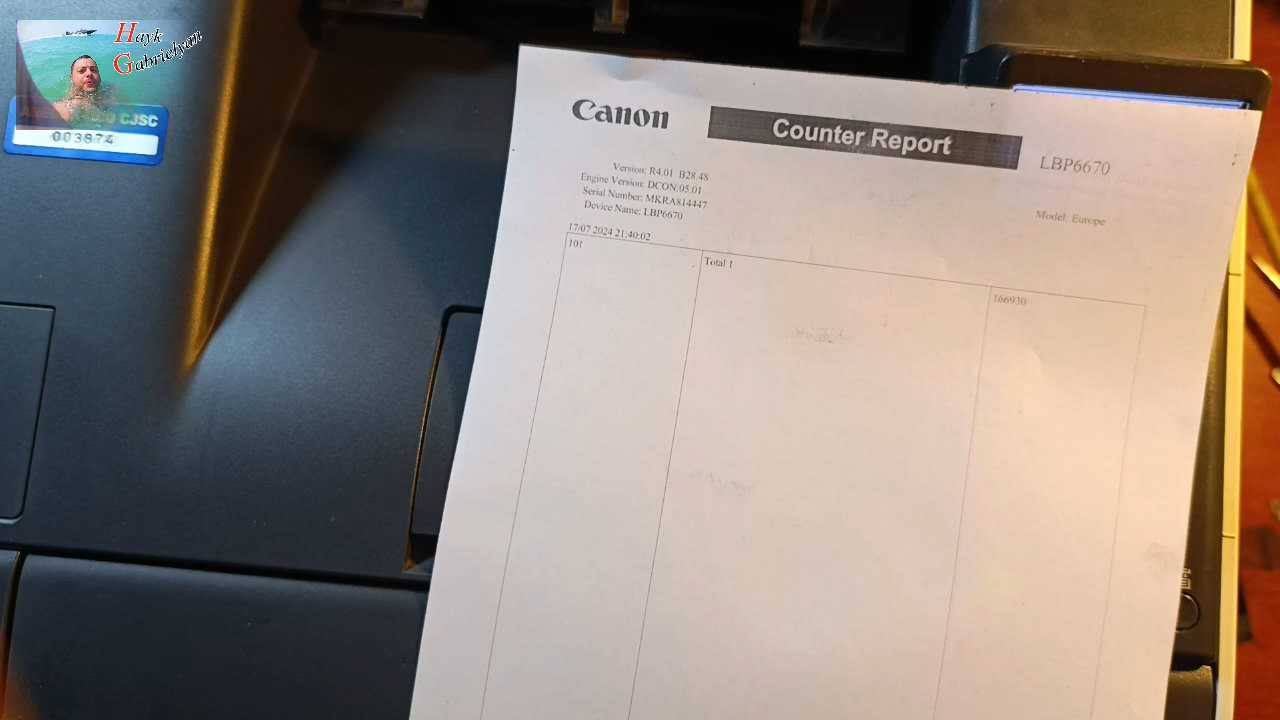 Hayk
Gabrielyan
CJSC
003874
Canon
Counter Report
LBP6670
Version: R4.01 B28.48
Engine Version: DCON:05.01
Serial Number: MKRA814447
Device Name: LBP6670
Model: Europe
17/07 2024 21:40:02
101
Total 1
166930